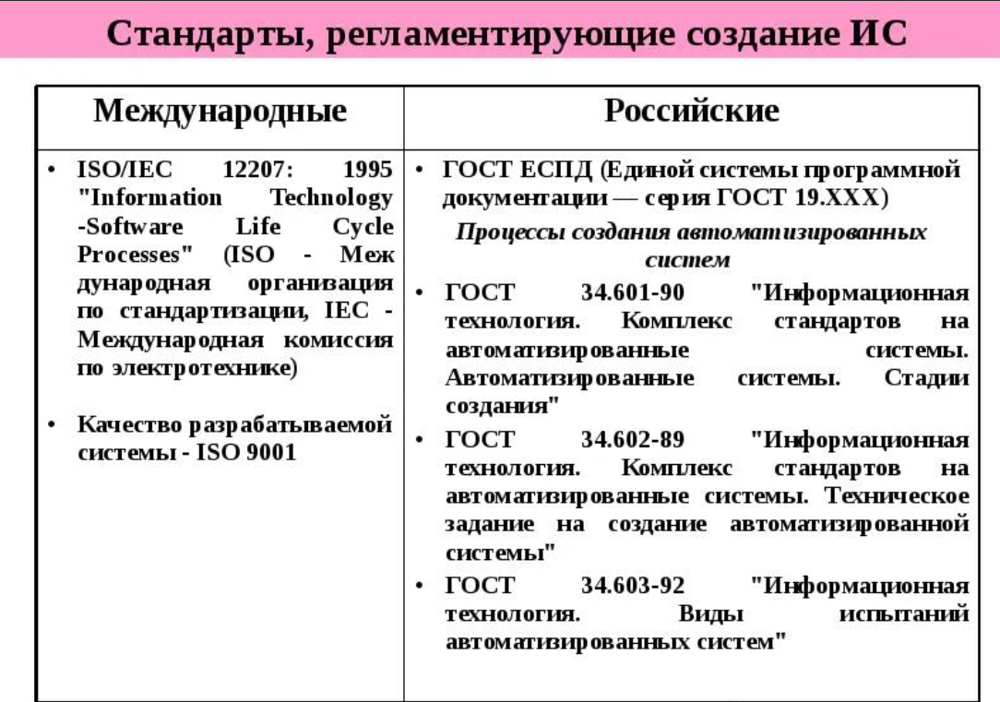 Стандарты, регламентирующие создание ИС
Международные
• ISO/IEC 12207: 1995
"Information Technology
-Software Life Cycle
Processes" (ISO - Меж
дународная организация
по стандартизации, IEC -
Международная комиссия
по электротехнике)
• Качество разрабатываемой
системы - ISO 9001
Российские
• ГОСТ ЕСПД (Единой системы программной
документации — серия ГОСТ 19.XXX)
Процессы создания автоматизированных
систем
• ГОСТ 34.601-90 "Информационная
технология. Комплекс стандартов на
автоматизированные системы.
Автоматизированные системы. Стадии
создания"
• ГОСТ 34.602-89 "Информационная
технология. Комплекс стандартов на
автоматизированные системы. Техническое
задание на создание автоматизированной
системы"
• ГОСТ 34.603-92 "Информационная
технология. Виды испытаний
автоматизированных систем"